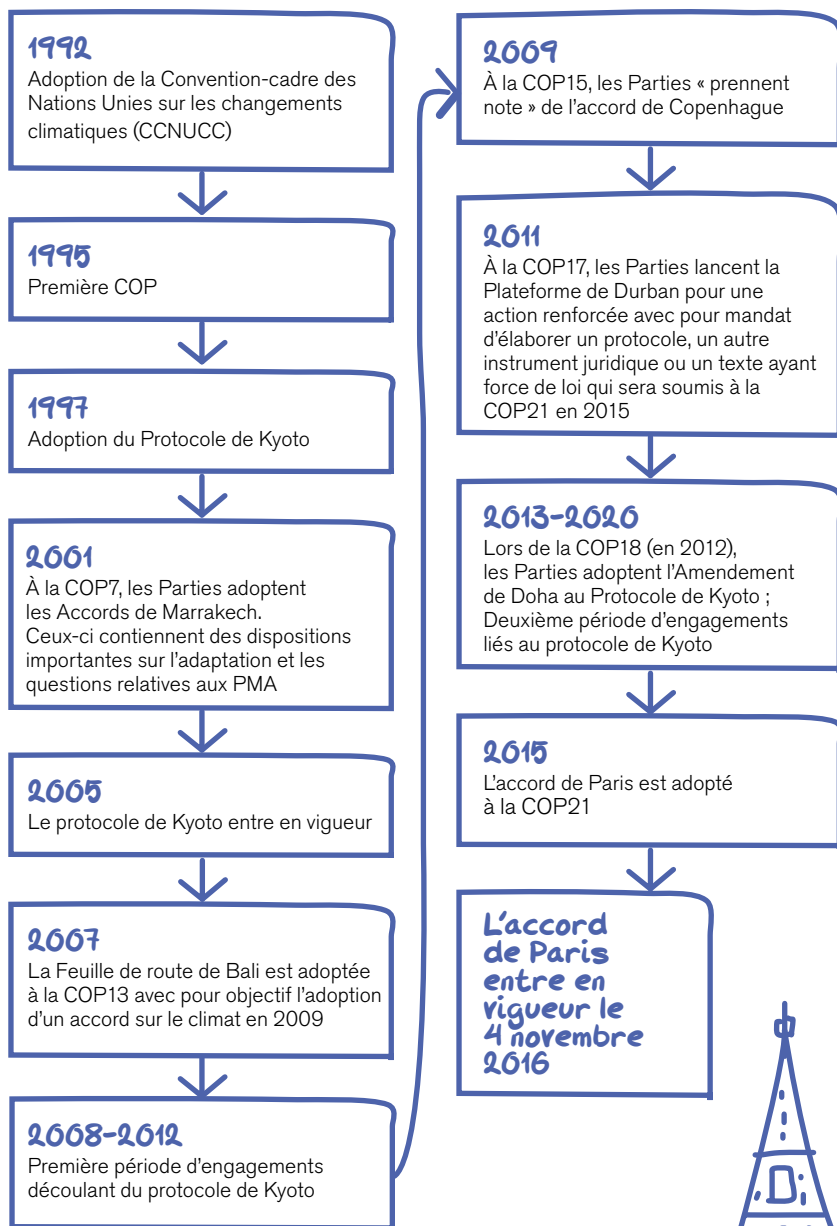 1992
Adoption de la Convention-cadre des
Nations Unies sur les changements
climatiques (CCNUCC)
1995
Première COP
1997
Adoption du Protocole de Kyoto
2001
À la COP7, les Parties adoptent
les Accords de Marrakech.
Ceux-ci contiennent des dispositions
importantes sur l'adaptation et les
questions relatives aux PMA
2005
Le protocole de Kyoto entre en vigueur
2007
La Feuille de route de Bali est adoptée
à la COP13 avec pour objectif l'adoption
d'un accord sur le climat en 2009
2008-2012
Première période d'engagements
découlant du protocole de Kyoto
2009
À la COP15, les Parties « prennent
note » de l'accord de Copenhague
2011
À la COP17, les Parties lancent la
Plateforme de Durban pour une
action renforcée avec pour mandat
d'élaborer un protocole, un autre
instrument juridique ou un texte ayant
force de loi qui sera soumis à la
COP21 en 2015
2013-2020
Lors de la COP18 (en 2012),
les Parties adoptent l'Amendement
de Doha au Protocole de Kyoto ;
Deuxième période d'engagements
liés au protocole de Kyoto
2015
L'accord de Paris est adopté
à la COP21
L'accord
de Paris
entre en
vigueur le
4 novembre
2016